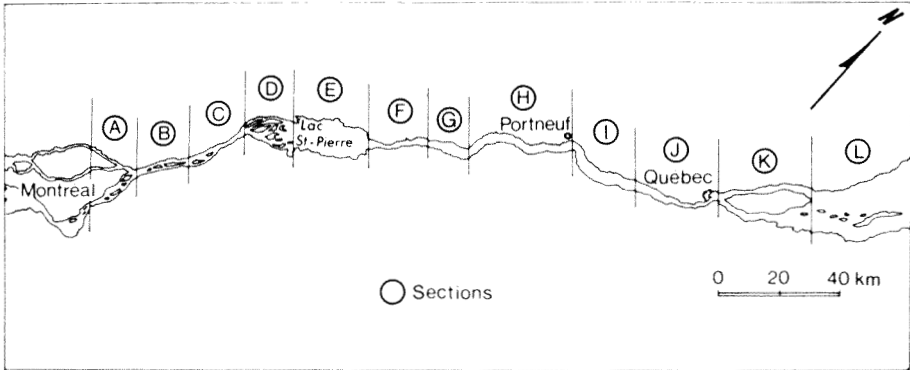 N
A
B
C
D
E
F
G
H
I
J
K
L
Lac
St-Pierre
Portneuf
Montreal
Quebec
0 20 40 km
Sections